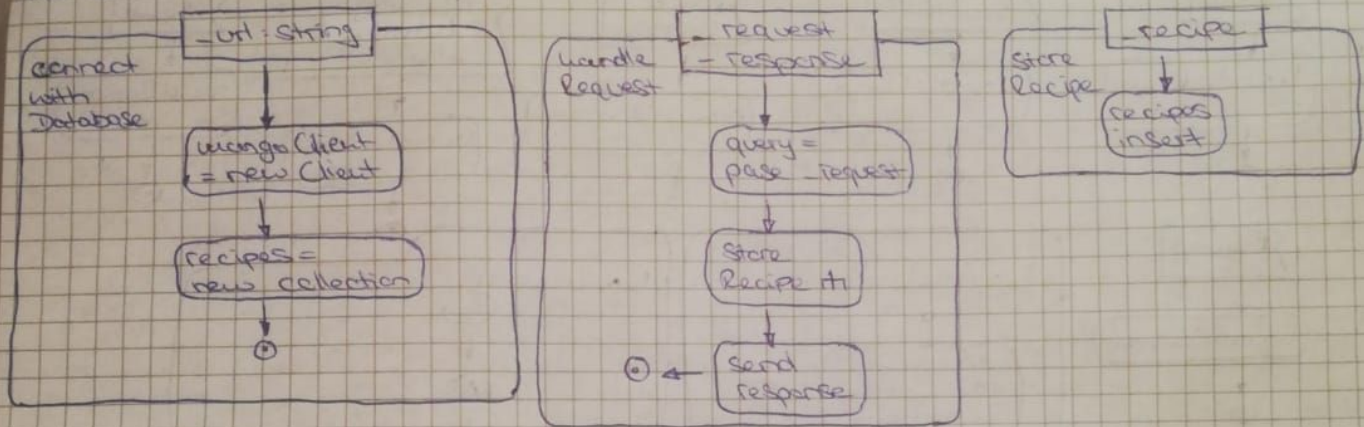 _url: string
connect
with
Database
mongoClient
= new Client
recipes =
new collection
_request
_response
handle
Request
query =
pase _request
Store
Recipe
send
response
_recipe
Store
Recipe
recipes
insert